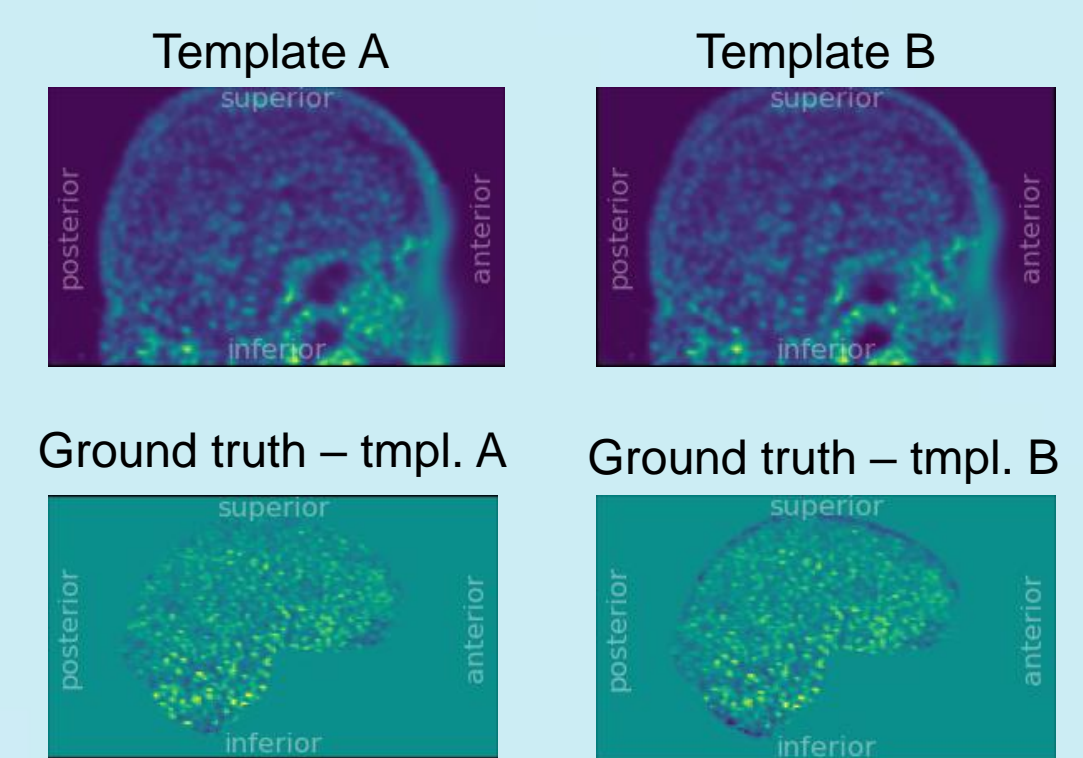 Template A
superior
posterior
anterior
inferior
Template B
superior
posterior
anterior
inferior
Ground truth – tmpl. A
superior
posterior
anterior
inferior
Ground truth – tmpl. B
superior
posterior
anterior
inferior